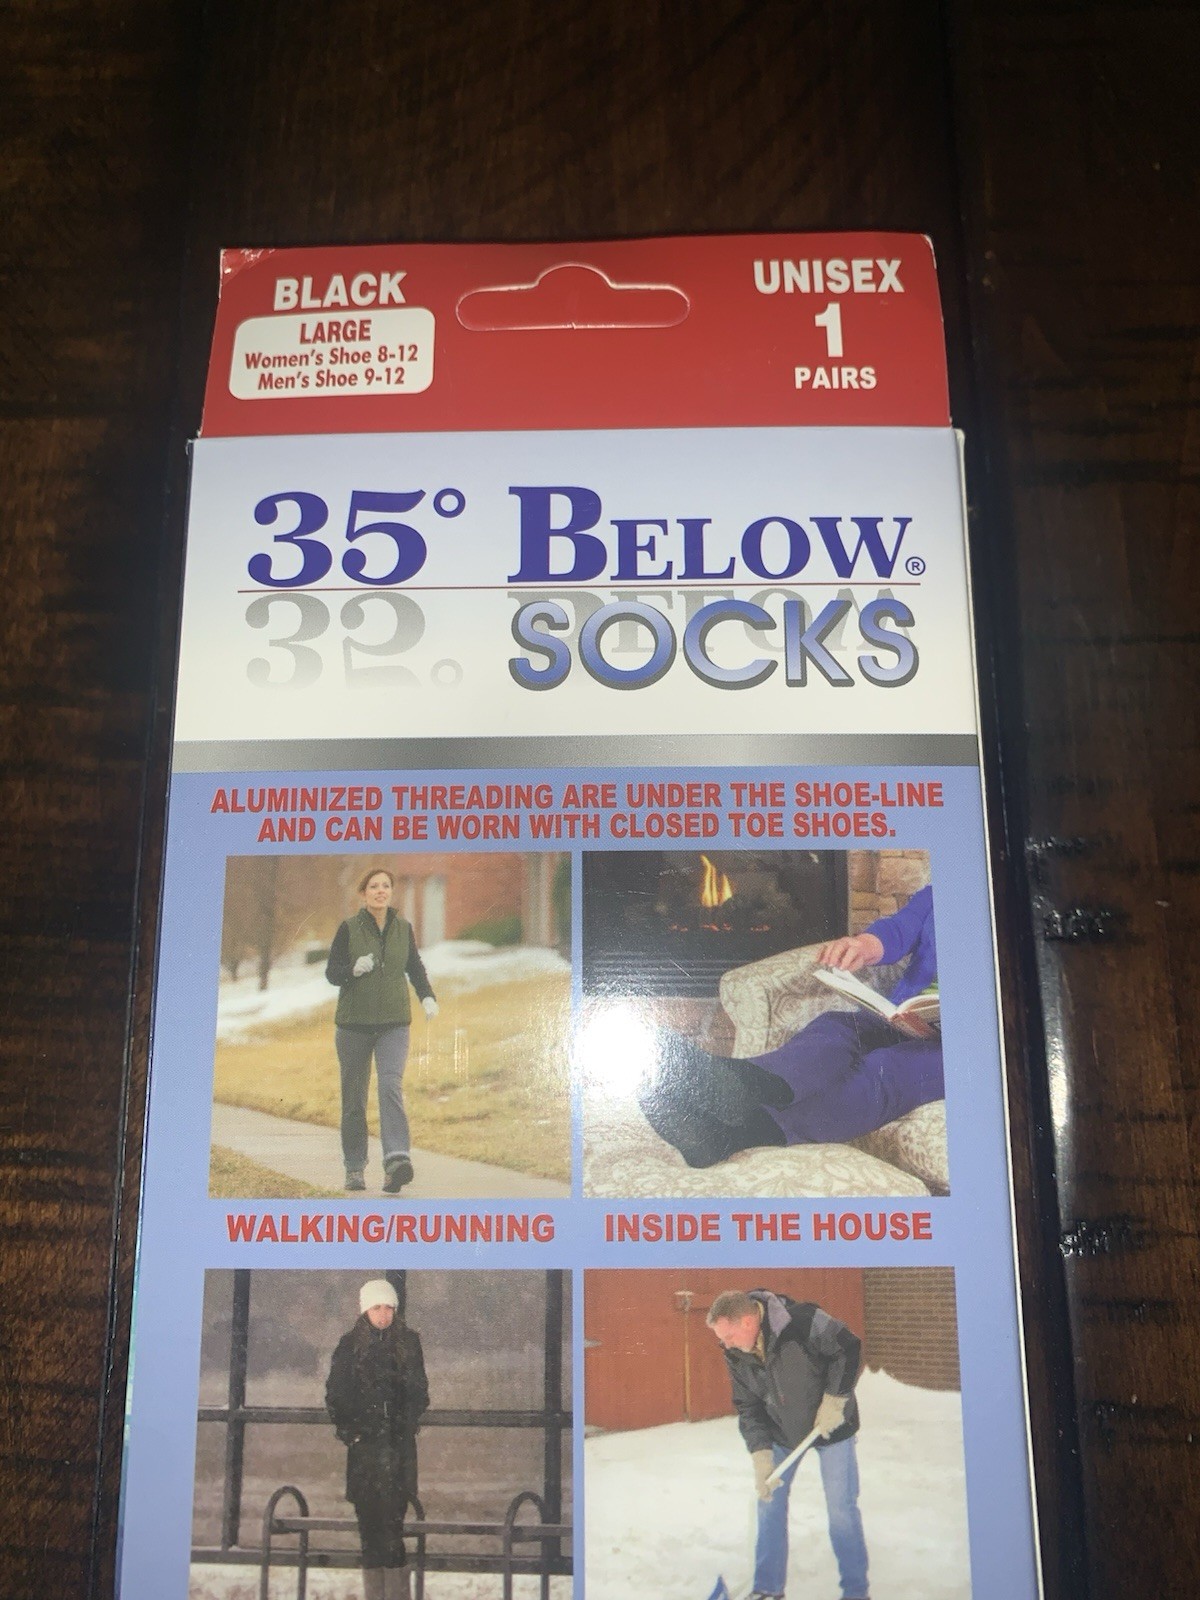 BLACK
LARGE
Women's Shoe 8-12
Men's Shoe 9-12
UNISEX
1
PAIRS
35° BELOW®
SOCKS
ALUMINIZED THREADING ARE UNDER THE SHOE-LINE
AND CAN BE WORN WITH CLOSED TOE SHOES.
WALKING/RUNNING
INSIDE THE HOUSE